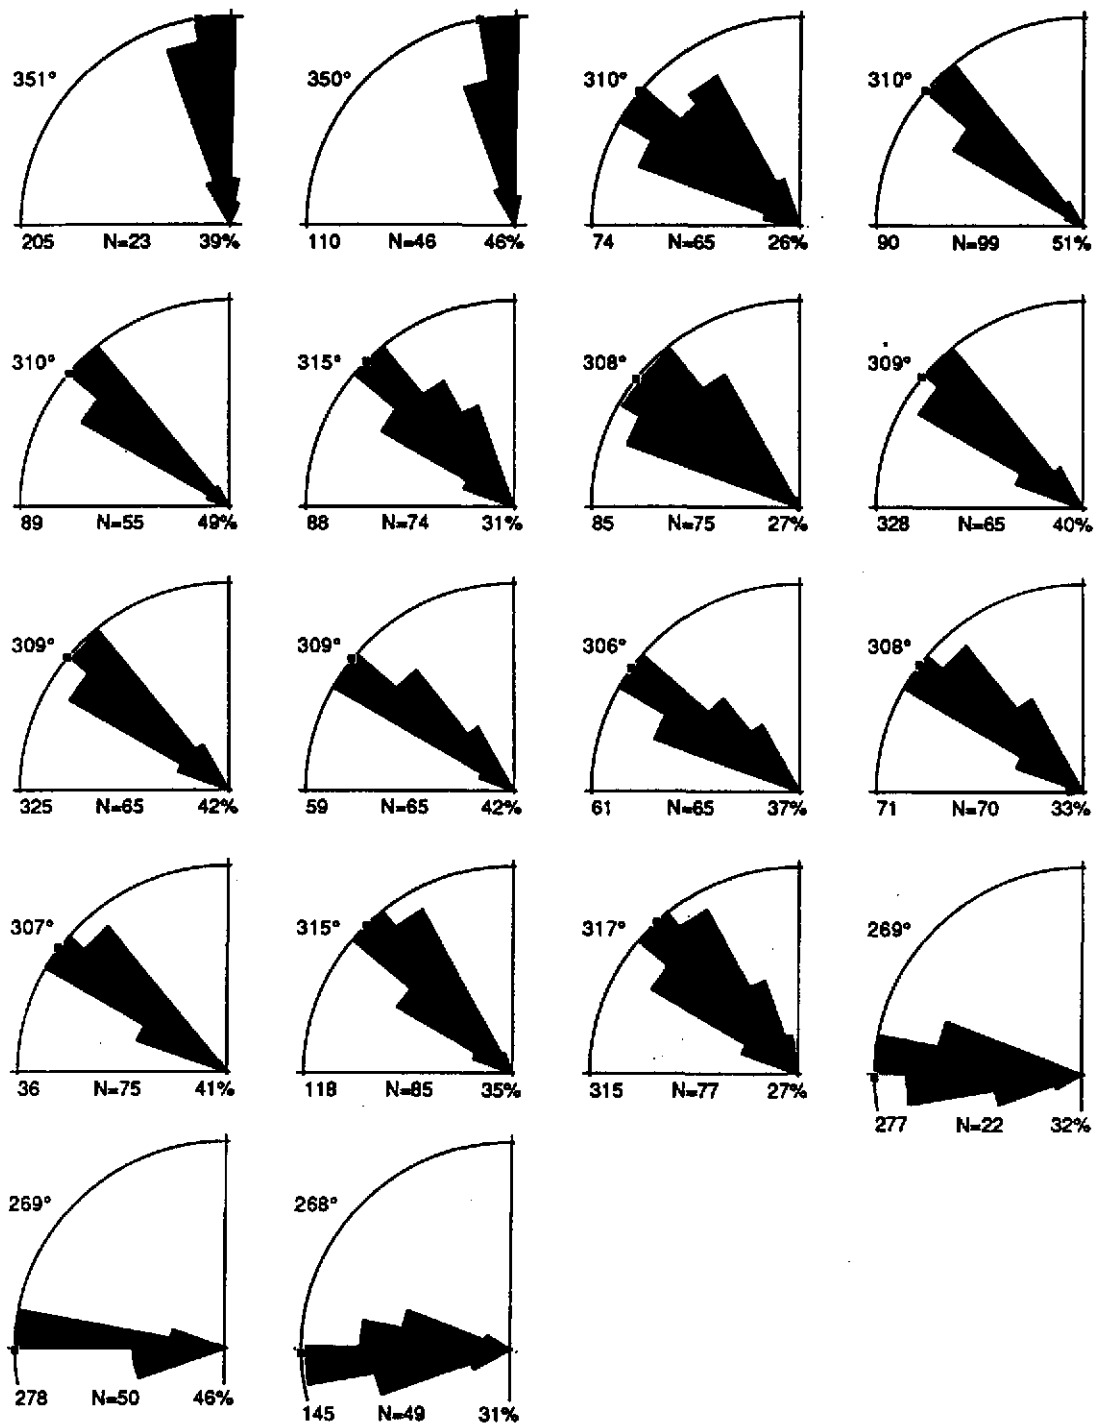 351° 350° 310° 310°
205 N=23 39% 110 N=46 46% 74 N=65 26% 90 N=99 51%
310° 315° 308° 309°
89 N=55 49% 88 N=74 31% 85 N=75 27% 328 N=65 40%
309° 309° 306° 308°
325 N=65 42% 59 N=65 42% 61 N=65 37% 71 N=70 33%
307° 315° 317° 269°
36 N=75 41% 118 N=85 35% 315 N=77 27% 277 N=22 32%
269° 268°
278 N=50 46% 145 N=49 31%